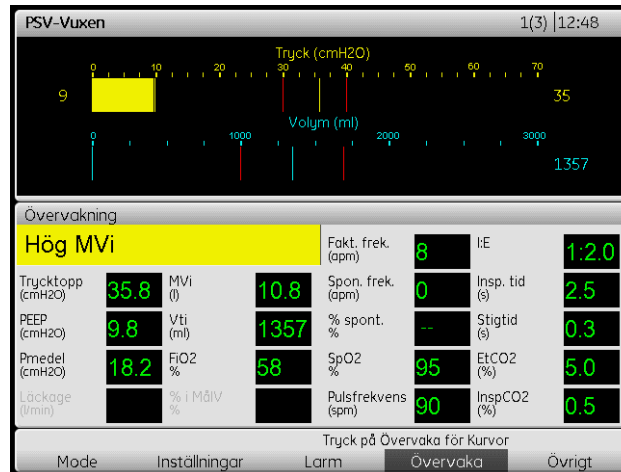 PSV-Vuxen 1(3) 12:48
Tryck (cmH2O)
0 10 20 30 40 50 60 70
9 35
Volym (ml)
0 1000 2000 3000
1357
Övervakning
Hög MVi
Fakt. frek. (apm) 8 I:E 1:2.0
Trycktopp (cmH2O) 35.8 MVi (l) 10.8 Spon. frek. (apm) 0 Insp. tid (s) 2.5
PEEP (cmH2O) 9.8 Vti (ml) 1357 % spont. % -- Stigtid (s) 0.3
Pmedel (cmH2O) 18.2 FiO2 % 58 SpO2 % 95 EtCO2 (%) 5.0
Läckage (l/min) % i MålV % Pulsfrekvens (spm) 90 InspCO2 (%) 0.5
Tryck på Övervaka för Kurvor
Mode Inställningar Larm Övervaka Övrigt